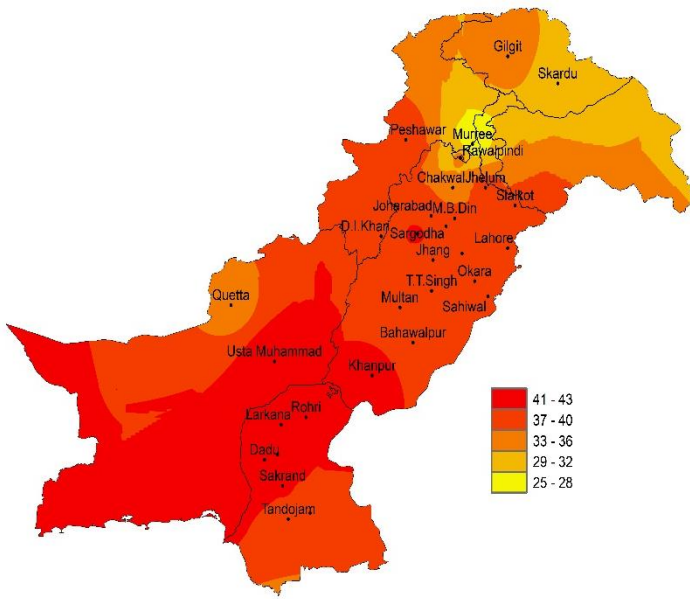 Gilgit
Skardu
Peshawar
Murree
Rawalpindi
Chakwal
Jhelum
Sialkot
Joharabad
M.B.Din
D.I.Khan
Sargodha
Lahore
Jhang
Okara
T.T.Singh
Quetta
Multan
Sahiwal
Bahawalpur
Usta Muhammad
Khanpur
41 - 43
37 - 40
33 - 36
29 - 32
25 - 28
Rohri
Larkana
Dadu
Sakrand
Tandojam